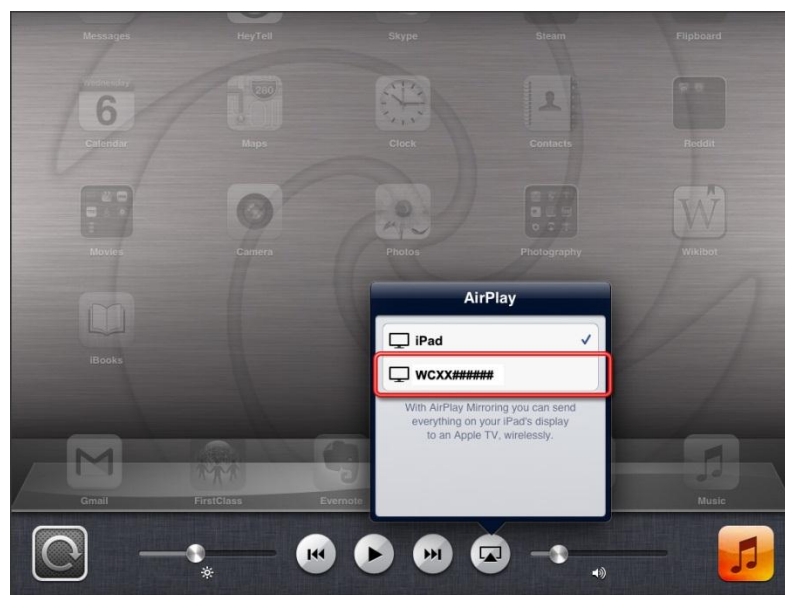 Messages HeyTell Skype Steam Flipboard
Wednesday
6
280
Calendar Maps Clock Contacts Reddit
W
Movies Camera Photos Photography Wikibot
iBooks
AirPlay
iPad
WCXX######
With AirPlay Mirroring you can send
everything on your iPad's display
to an Apple TV, wirelessly.
Gmail FirstClass Evernote Music